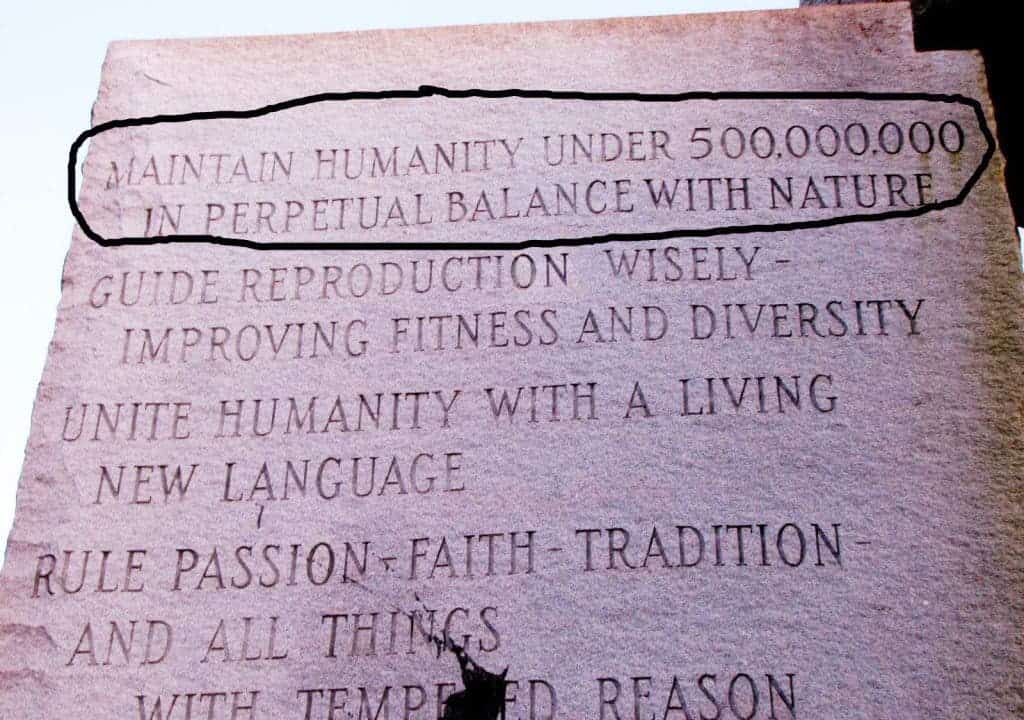 MAINTAIN HUMANITY UNDER 500,000,000
IN PERPETUAL BALANCE WITH NATURE
GUIDE REPRODUCTION WISELY -
IMPROVING FITNESS AND DIVERSITY
UNITE HUMANITY WITH A LIVING
NEW LANGUAGE
RULE PASSION - FAITH - TRADITION -
AND ALL THINGS
WITH TEMPERED REASON